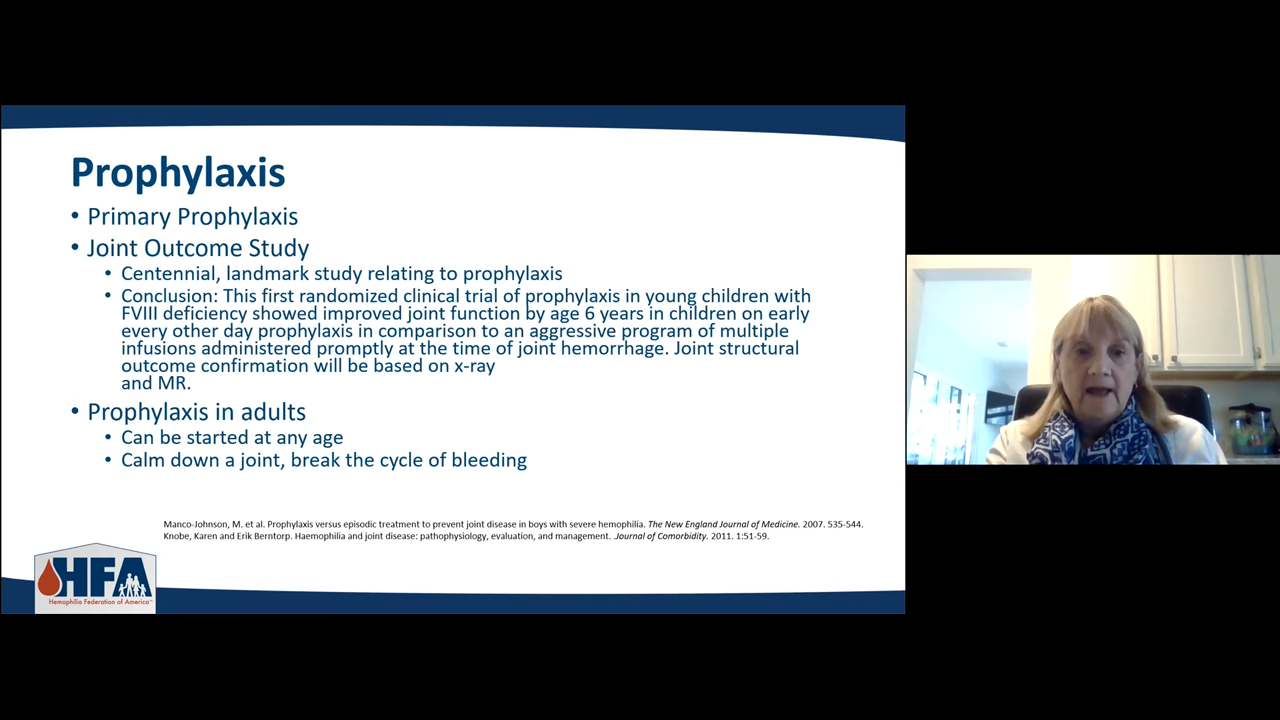 Prophylaxis
• Primary Prophylaxis
• Joint Outcome Study
• Centennial, landmark study relating to prophylaxis
• Conclusion: This first randomized clinical trial of prophylaxis in young children with
FVIII deficiency showed improved joint function by age 6 years in children on early
every other day prophylaxis in comparison to an aggressive program of multiple
infusions administered promptly at the time of joint hemorrhage. Joint structural
outcome confirmation will be based on x-ray
and MR.
• Prophylaxis in adults
• Can be started at any age
• Calm down a joint, break the cycle of bleeding
Manco-Johnson, M. et al. Prophylaxis versus episodic treatment to prevent joint disease in boys with severe hemophilia. The New England Journal of Medicine. 2007. 535-544.
Knobe, Karen and Erik Berntorp. Haemophilia and joint disease: pathophysiology, evaluation, and management. Journal of Comorbidity. 2011. 1:51-59.
HFA
Hemophilia Federation of America™